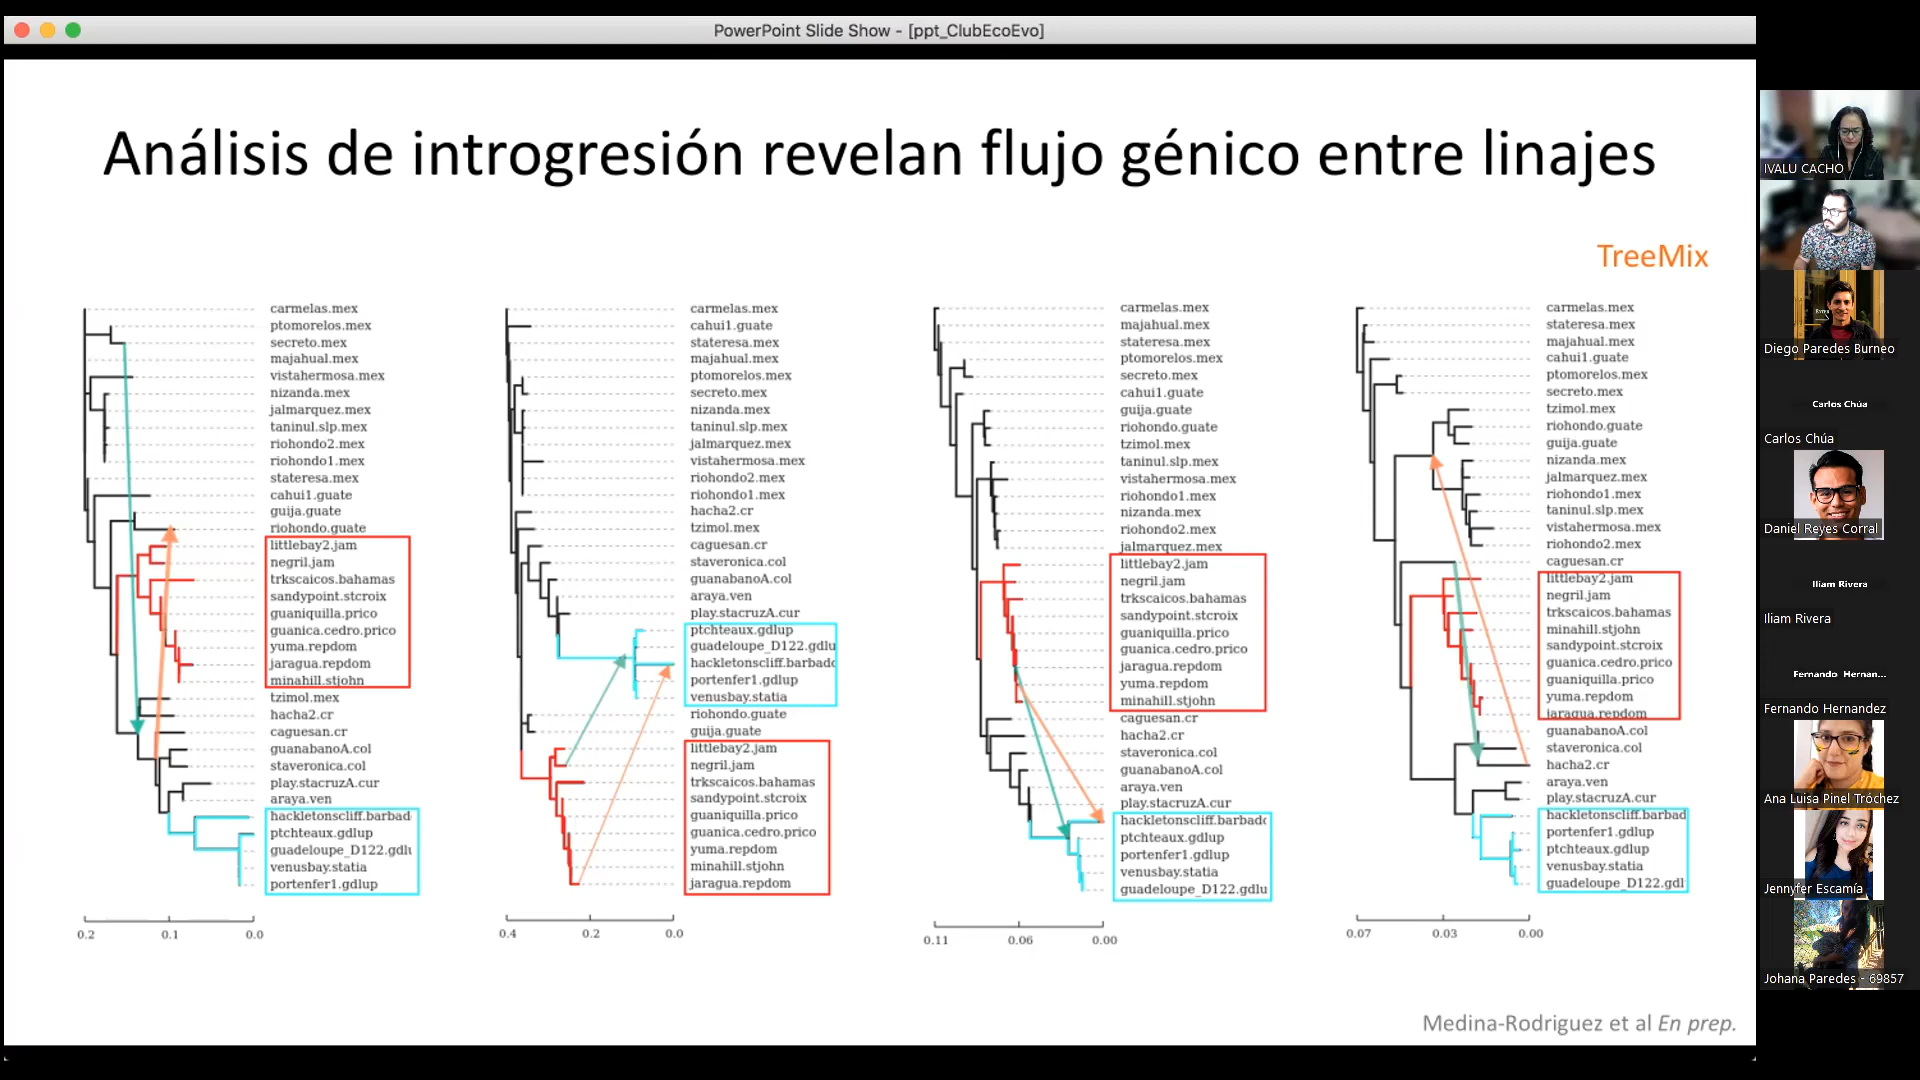 PowerPoint Slide Show - [ppt_ClubEcoEvo]
Análisis de introgresión revelan flujo génico entre linajes
TreeMix
carmelas.mex
ptomorelos.mex
secreto.mex
majahual.mex
vistahermosa.mex
nizanda.mex
jalmarquez.mex
taninul.slp.mex
riohondo2.mex
riohondo1.mex
stateresa.mex
cahui1.guate
guija.guate
riohondo.guate
littlebay2.jam
negril.jam
trkscaicos.bahamas
sandypoint.stcroix
guaniquilla.prico
guanica.cedro.prico
yuma.repdom
jaragua.repdom
minahill.stjohn
tzimol.mex
hacha2.cr
caguesan.cr
guanabanoA.col
staveronica.col
play.stacruzA.cur
araya.ven
hackletonscliff.barbad
ptchteaux.gdlup
guadeloupe_D122.gdlu
venusbay.statia
portenfer1.gdlup
0.2 0.1 0.0
carmelas.mex
cahui1.guate
stateresa.mex
majahual.mex
ptomorelos.mex
secreto.mex
nizanda.mex
taninul.slp.mex
jalmarquez.mex
vistahermosa.mex
riohondo2.mex
riohondo1.mex
hacha2.cr
tzimol.mex
caguesan.cr
staveronica.col
guanabanoA.col
araya.ven
play.stacruzA.cur
ptchteaux.gdlup
guadeloupe_D122.gdlu
hackletonscliff.barbado
portenfer1.gdlup
venusbay.statia
riohondo.guate
guija.guate
littlebay2.jam
negril.jam
trkscaicos.bahamas
sandypoint.stcroix
guaniquilla.prico
guanica.cedro.prico
yuma.repdom
minahill.stjohn
jaragua.repdom
0.4 0.2 0.0
carmelas.mex
majahual.mex
stateresa.mex
ptomorelos.mex
secreto.mex
cahui1.guate
guija.guate
riohondo.guate
tzimol.mex
taninul.slp.mex
vistahermosa.mex
riohondo1.mex
nizanda.mex
riohondo2.mex
jalmarquez.mex
littlebay2.jam
negril.jam
trkscaicos.bahamas
sandypoint.stcroix
guaniquilla.prico
guanica.cedro.prico
jaragua.repdom
yuma.repdom
minahill.stjohn
caguesan.cr
hacha2.cr
staveronica.col
guanabanoA.col
araya.ven
play.stacruzA.cur
hackletonscliff.barbado
ptchteaux.gdlup
portenfer1.gdlup
venusbay.statia
guadeloupe_D122.gdlu
0.11 0.06 0.00
carmelas.mex
stateresa.mex
majahual.mex
cahui1.guate
ptomorelos.mex
secreto.mex
tzimol.mex
riohondo.guate
guija.guate
nizanda.mex
jalmarquez.mex
riohondo1.mex
taninul.slp.mex
vistahermosa.mex
riohondo2.mex
caguesan.cr
littlebay2.jam
negril.jam
trkscaicos.bahamas
minahill.stjohn
sandypoint.stcroix
guanica.cedro.prico
guaniquilla.prico
yuma.repdom
jaragua.repdom
guanabanoA.col
staveronica.col
hacha2.cr
araya.ven
play.stacruzA.cur
hackletonscliff.barbad
portenfer1.gdlup
ptchteaux.gdlup
venusbay.statia
guadeloupe_D122.gdl
0.07 0.03 0.00
Medina-Rodriguez et al En prep.
IVALU CACHO
Diego Paredes Burneo
Carlos Chúa
Carlos Chúa
Daniel Reyes Corral
Iliam Rivera
Iliam Rivera
Fernando Hernan...
Fernando Hernandez
Ana Luisa Pinel Tróchez
Jennyfer Escamía
Johana Paredes - 69857